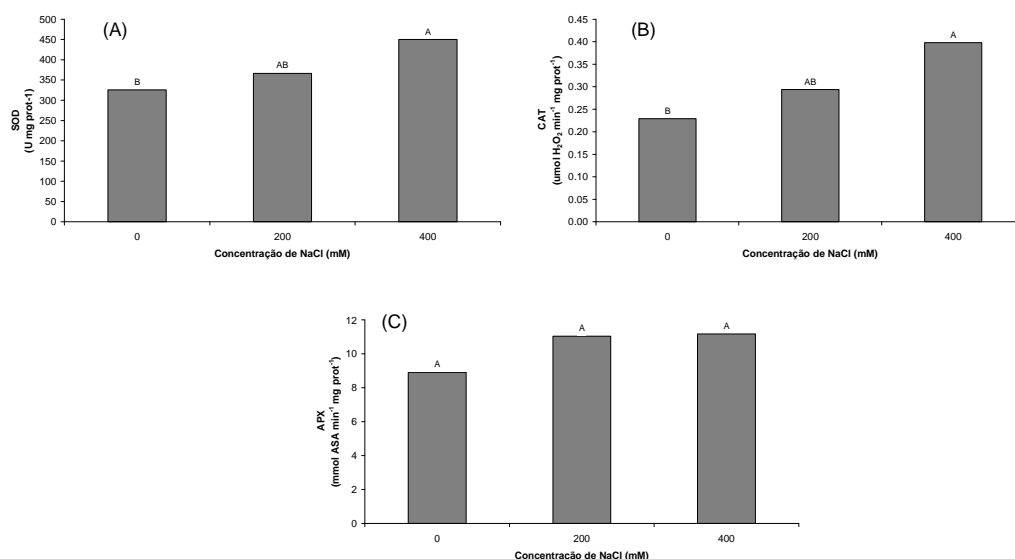 (A)
SOD
(U mg prot-1)
500
450
400
350
300
250
200
150
100
50
0
B
AB
A
0
200
400
Concentração de NaCl (mM)
(B)
CAT
(umol H₂O₂ min⁻¹ mg prot⁻¹)
0.45
0.40
0.35
0.30
0.25
0.20
0.15
0.10
0.05
0.00
B
AB
A
0
200
400
Concentração de NaCl (mM)
(C)
APX
(mmol ASA min⁻¹ mg prot⁻¹)
12
10
8
6
4
2
0
A
A
A
0
200
400
Concentração de NaCl (mM)